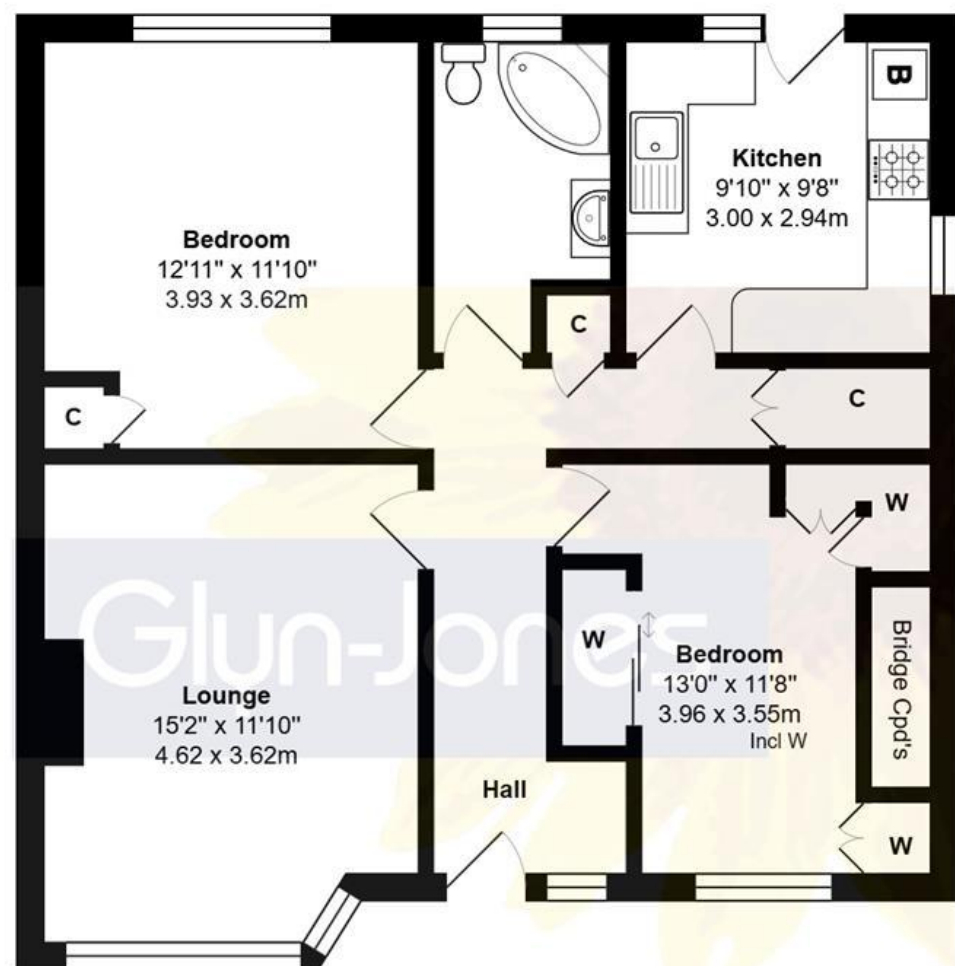 B
Kitchen
9'10" x 9'8"
3.00 x 2.94m
Bedroom
12'11" x 11'10"
3.93 x 3.62m
C
C
C
W
Glyn-Jones
Lounge
15'2" x 11'10"
4.62 x 3.62m
W
Bedroom
13'0" x 11'8"
3.96 x 3.55m
Incl W
Bridge Cpd's
Hall
W